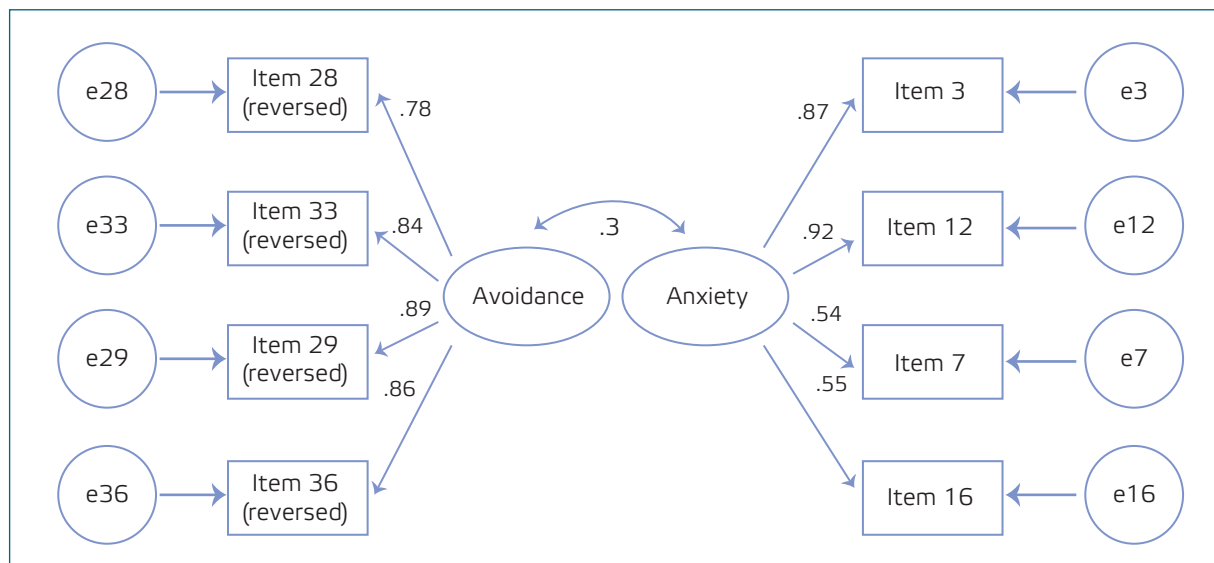 e28
Item 28
(reversed)
.78
.87
Item 3
e3
e33
Item 33
(reversed)
.84
.3
.92
Item 12
e12
Avoidance
Anxiety
e29
Item 29
(reversed)
.89
.54
Item 7
e7
.86
.55
e36
Item 36
(reversed)
Item 16
e16